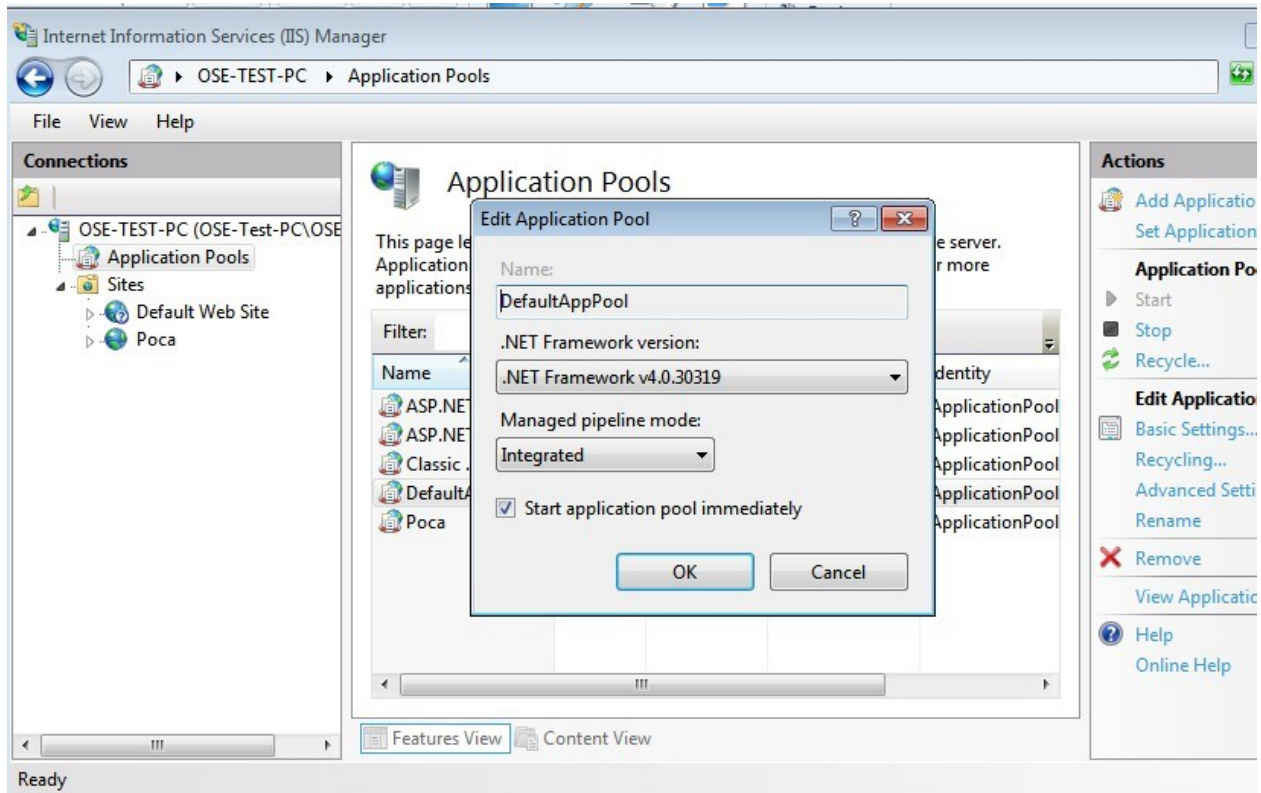 Internet Information Services (IIS) Manager
OSE-TEST-PC
Application Pools
File View Help
Connections
OSE-TEST-PC (OSE-Test-PC\OSE
Application Pools
Sites
Default Web Site
Poca
Application Pools
This page le
e server.
Application
r more
applications
Filter:
Name
dentity
ASP.NET
ApplicationPool
ASP.NET
ApplicationPool
Classic .
ApplicationPool
DefaultA
ApplicationPool
Poca
ApplicationPool
Edit Application Pool
Name:
DefaultAppPool
.NET Framework version:
.NET Framework v4.0.30319
Managed pipeline mode:
Integrated
Start application pool immediately
OK Cancel
Features View Content View
Actions
Add Applicatio
Set Application
Application Po
Start
Stop
Recycle...
Edit Applicatio
Basic Settings...
Recycling...
Advanced Setti
Rename
Remove
View Applicatio
Help
Online Help
Ready